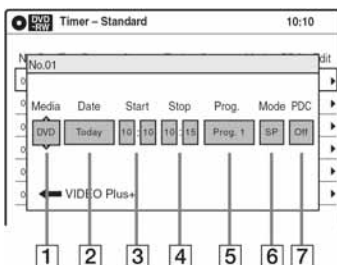 DVD -RW Timer – Standard 10:10
No.01
Media Date Start Stop Prog. Mode PDC
DVD Today 10 : 10 10 : 15 Prog. 1 SP Off
VIDEO Plus+
1 2 3 4 5 6 7